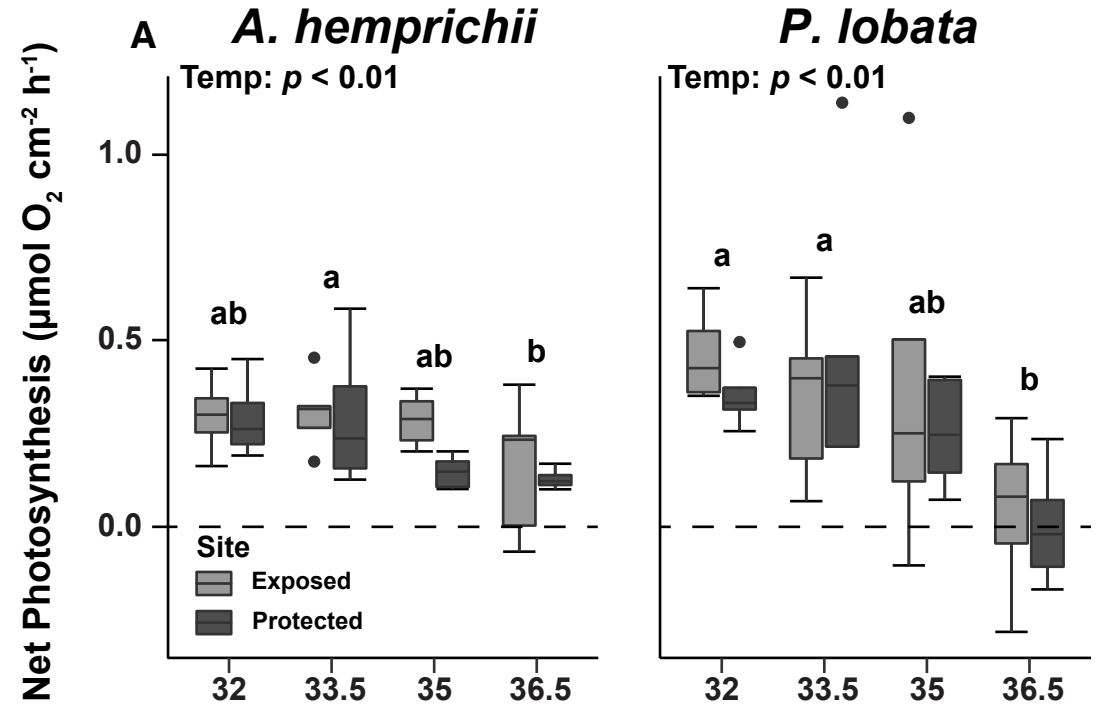 A
A. hemprichii
P. lobata
Temp: p < 0.01
Temp: p < 0.01
Net Photosynthesis (µmol O2 cm-2 h-1)
1.0
0.5
0.0
ab
a
ab
b
a
a
ab
b
Site
Exposed
Protected
32 33.5 35 36.5
32 33.5 35 36.5